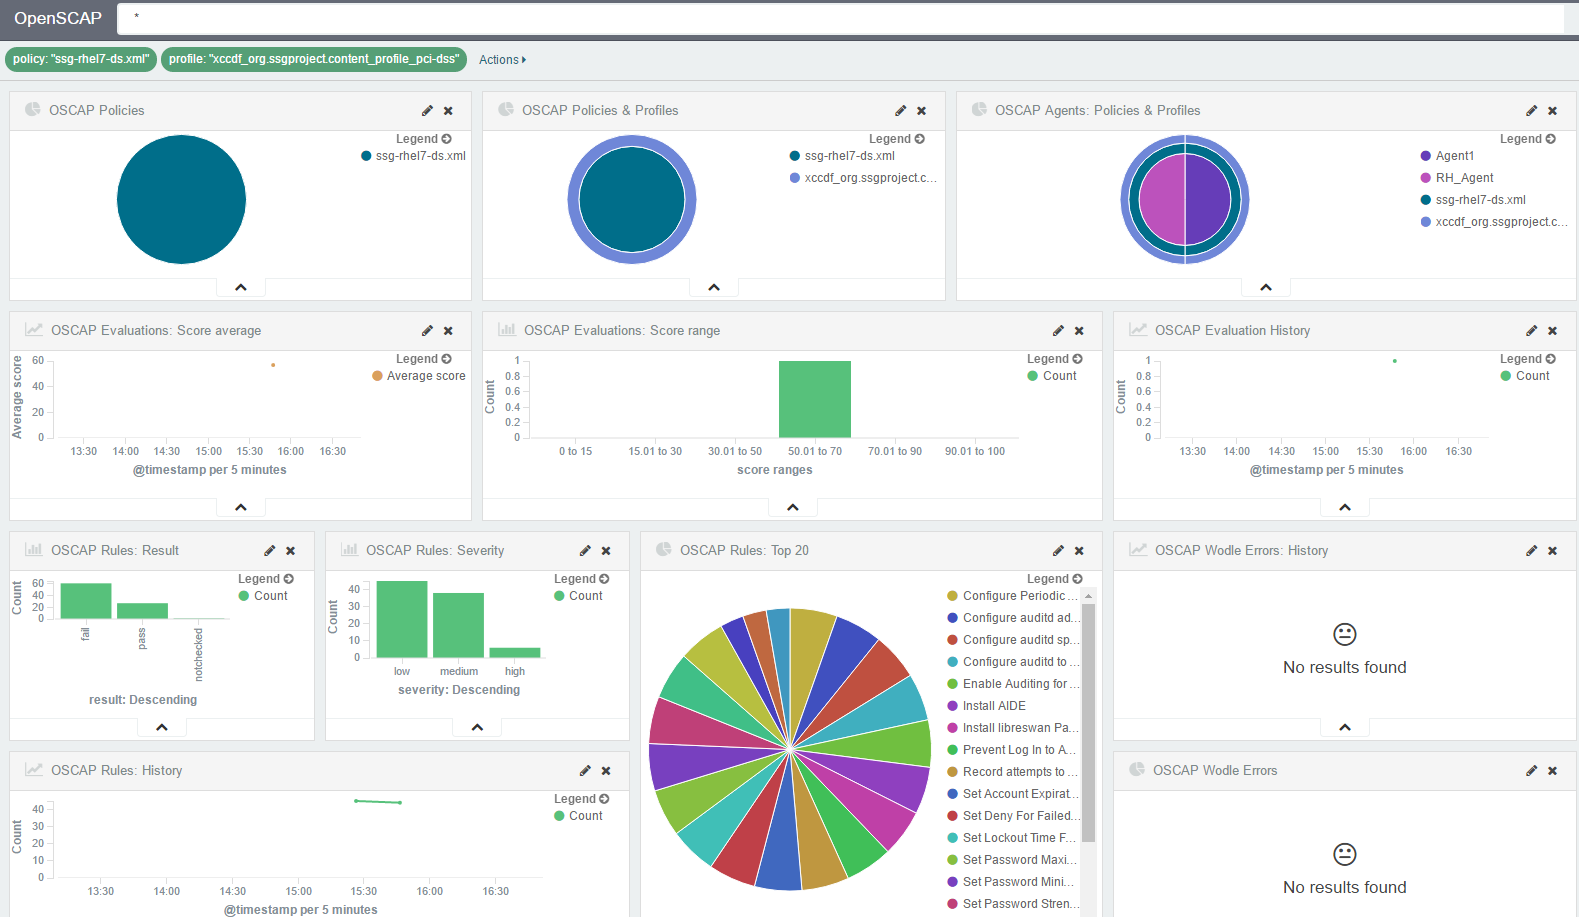 OpenSCAP
*
policy: "ssg-rhel7-ds.xml"
profile: "xccdf_org.ssgproject.content_profile_pci-dss"
Actions
OSCAP Policies
Legend
ssg-rhel7-ds.xml
OSCAP Policies & Profiles
Legend
ssg-rhel7-ds.xml
xccdf_org.ssgproject.c...
OSCAP Agents: Policies & Profiles
Legend
Agent1
RH_Agent
ssg-rhel7-ds.xml
xccdf_org.ssgproject.c...
OSCAP Evaluations: Score average
Legend
Average score
Average score
60
40
20
0
13:30 14:00 14:30 15:00 15:30 16:00 16:30
@timestamp per 5 minutes
OSCAP Evaluations: Score range
Legend
Count
Count
1
0.8
0.6
0.4
0.2
0
0 to 15 15.01 to 30 30.01 to 50 50.01 to 70 70.01 to 90 90.01 to 100
score ranges
OSCAP Evaluation History
Legend
Count
Count
1
0.8
0.6
0.4
0.2
0
13:30 14:00 14:30 15:00 15:30 16:00 16:30
@timestamp per 5 minutes
OSCAP Rules: Result
Legend
Count
Count
60
40
20
0
fail
pass
notchecked
result: Descending
OSCAP Rules: Severity
Legend
Count
Count
40
30
20
10
0
low medium high
severity: Descending
OSCAP Rules: Top 20
Legend
Configure Periodic ...
Configure auditd ad...
Configure auditd sp...
Configure auditd to ...
Enable Auditing for ...
Install AIDE
Install libreswan Pa...
Prevent Log In to A...
Record attempts to ...
Set Account Expirat...
Set Deny For Failed...
Set Lockout Time F...
Set Password Maxi...
Set Password Mini...
Set Password Stren...
OSCAP Wodle Errors: History
No results found
OSCAP Rules: History
Legend
Count
Count
40
30
20
10
0
13:30 14:00 14:30 15:00 15:30 16:00 16:30
@timestamp per 5 minutes
OSCAP Wodle Errors
No results found